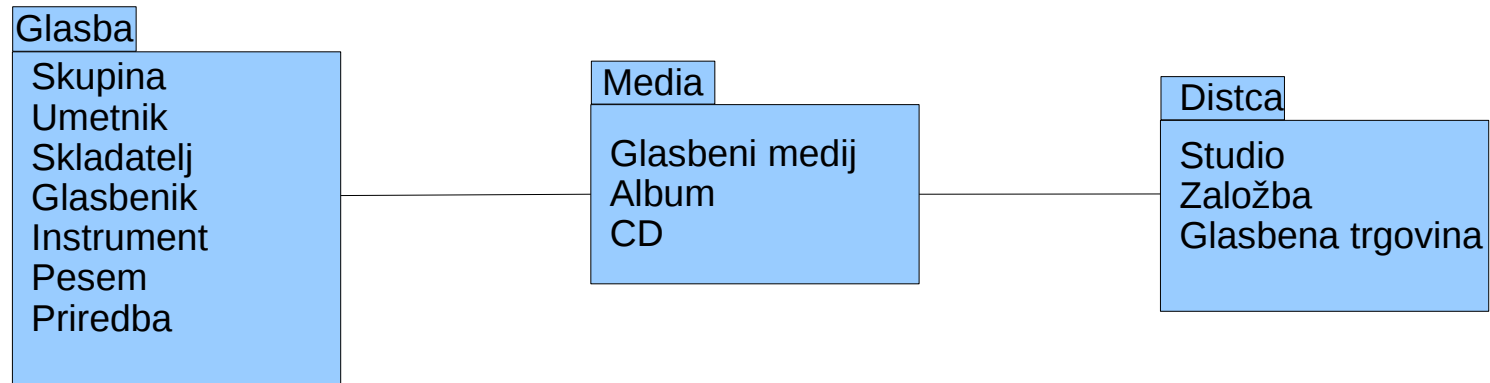 Glasba
Skupina
Umetnik
Skladatelj
Glasbenik
Instrument
Pesem
Priredba
Media
Glasbeni medij
Album
CD
Distca
Studio
Založba
Glasbena trgovina